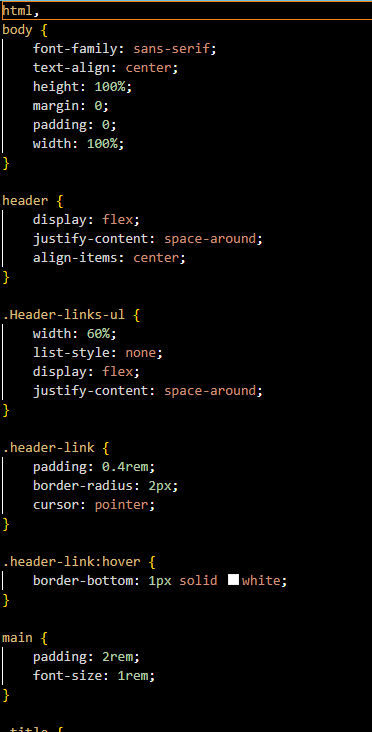 html,
body {
    font-family: sans-serif;
    text-align: center;
    height: 100%;
    margin: 0;
    padding: 0;
    width: 100%;
}

header {
    display: flex;
    justify-content: space-around;
    align-items: center;
}

.Header-links-ul {
    width: 60%;
    list-style: none;
    display: flex;
    justify-content: space-around;
}

.header-link {
    padding: 0.4rem;
    border-radius: 2px;
    cursor: pointer;
}

.header-link:hover {
    border-bottom: 1px solid white;
}

main {
    padding: 2rem;
    font-size: 1rem;
}

.title {